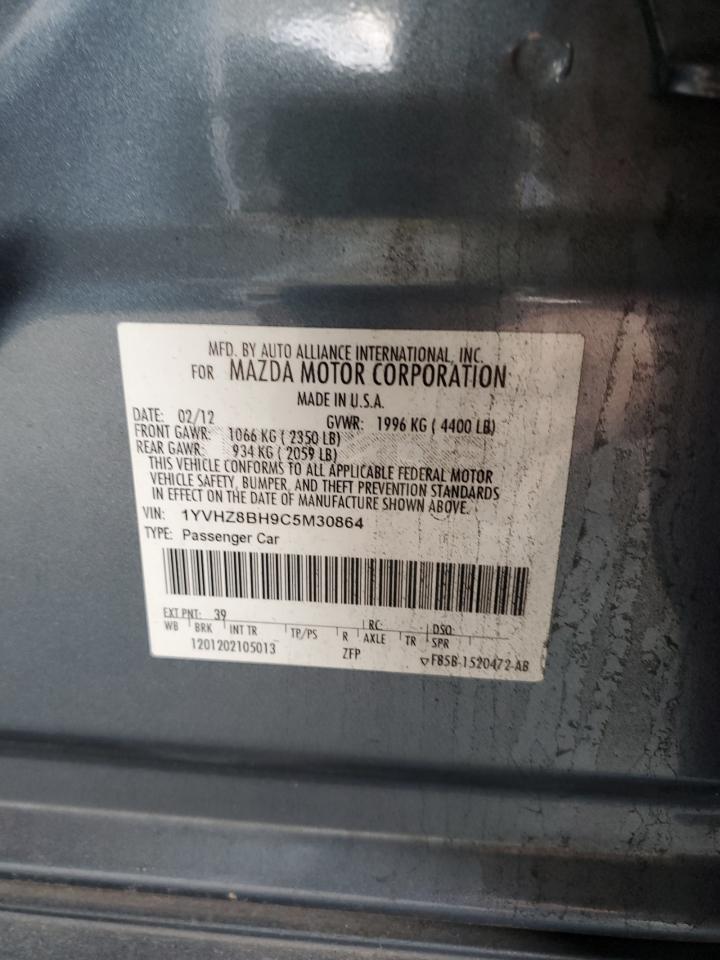 MFD. BY AUTO ALLIANCE INTERNATIONAL, INC.
FOR MAZDA MOTOR CORPORATION
MADE IN U.S.A.
DATE: 02/12 GVWR: 1996 KG ( 4400 LB)
FRONT GAWR: 1066 KG ( 2350 LB)
REAR GAWR: 934 KG ( 2059 LB)
THIS VEHICLE CONFORMS TO ALL APPLICABLE FEDERAL MOTOR
VEHICLE SAFETY, BUMPER, AND THEFT PREVENTION STANDARDS
IN EFFECT ON THE DATE OF MANUFACTURE SHOWN ABOVE.
VIN: 1YVHZ8BH9C5M30864
TYPE: Passenger Car
EXT PNT: 39 RC: DSO:
WB BRK INT TR TP/PS R AXLE TR SPR
1201202105013 ZFP ▽F85B-1520472-AB